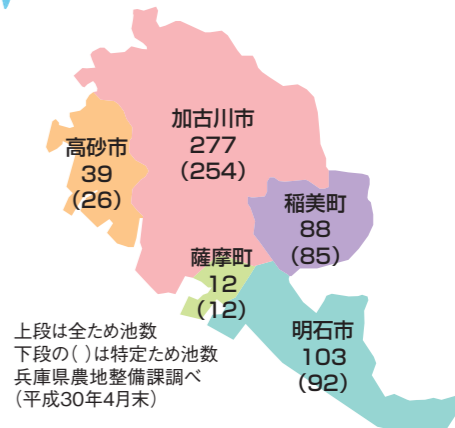 加古川市
277
(254)
高砂市
39
(26)
稲美町
88
(85)
薩摩町
12
(12)
明石市
103
(92)
上段は全ため池数
下段の( )は特定ため池数
兵庫県農地整備課調べ
(平成30年4月末)